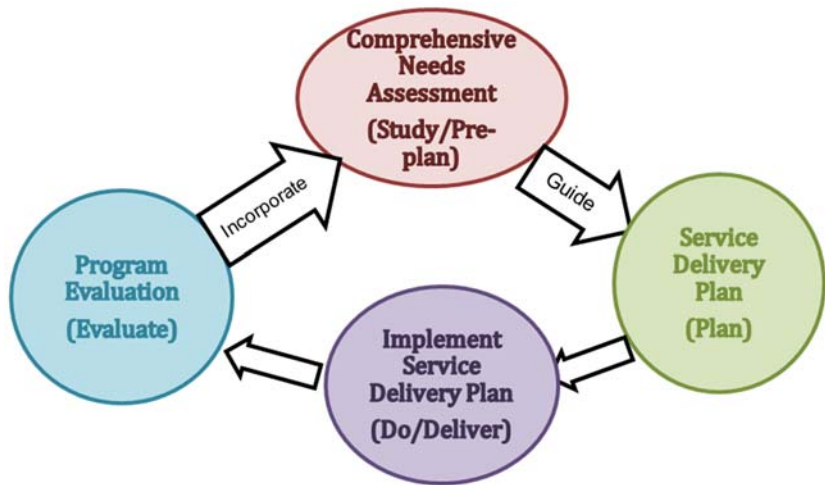 Comprehensive
Needs
Assessment
(Study/Pre-
plan)
Guide
Service
Delivery
Plan
(Plan)
Implement
Service
Delivery Plan
(Do/Deliver)
Program
Evaluation
(Evaluate)
Incorporate